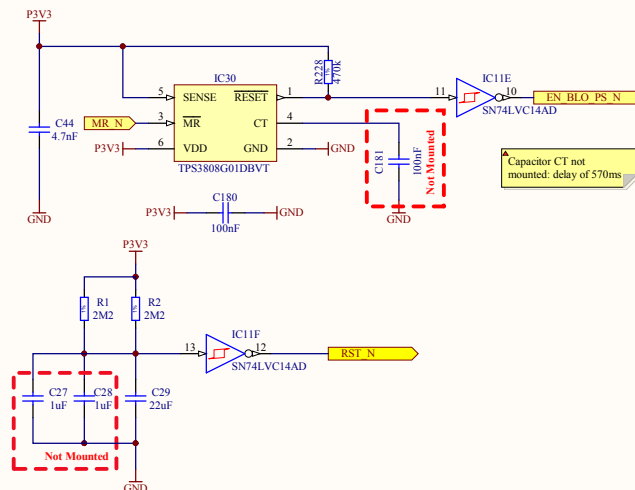 P3V3
IC30
5 SENSE RESET 1
3 MR CT 4
6 VDD GND 2
TPS3808G01DBVT
C44
4.7nF
MR_N
P3V3
GND
R228
1%
470k
11 IC11E 10
SN74LVC14AD
EN_BLO_PS_N
C181
100nF
Not Mounted
GND
GND
Capacitor CT not
mounted: delay of 570ms
C180
P3V3 GND
100nF
P3V3
1% R1
2M2
1% R2
2M2
13 IC11F 12
SN74LVC14AD
RST_N
C27
1uF
C28
1uF
C29
22uF
Not Mounted
GND